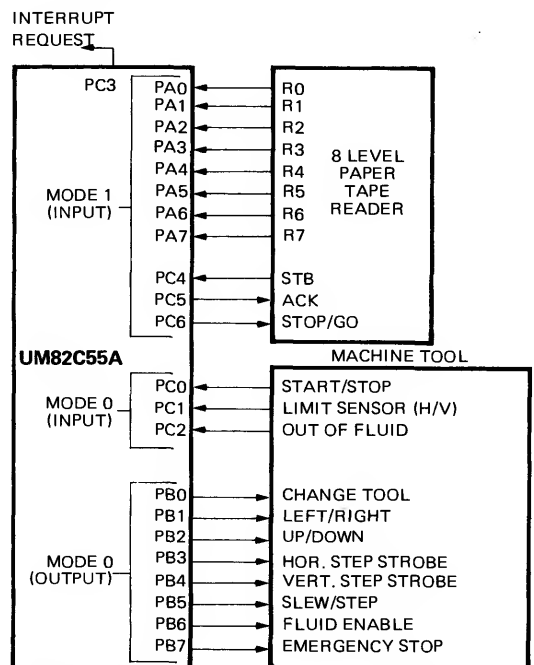 INTERRUPT
REQUEST
PC3
PA0 R0
PA1 R1
PA2 R2
PA3 R3
PA4 R4
PA5 R5
PA6 R6
PA7 R7
8 LEVEL
PAPER
TAPE
READER
MODE 1
(INPUT)
PC4 STB
PC5 ACK
PC6 STOP/GO
UM82C55A
MACHINE TOOL
MODE 0
(INPUT)
PC0 START/STOP
PC1 LIMIT SENSOR (H/V)
PC2 OUT OF FLUID
MODE 0
(OUTPUT)
PB0 CHANGE TOOL
PB1 LEFT/RIGHT
PB2 UP/DOWN
PB3 HOR. STEP STROBE
PB4 VERT. STEP STROBE
PB5 SLEW/STEP
PB6 FLUID ENABLE
PB7 EMERGENCY STOP